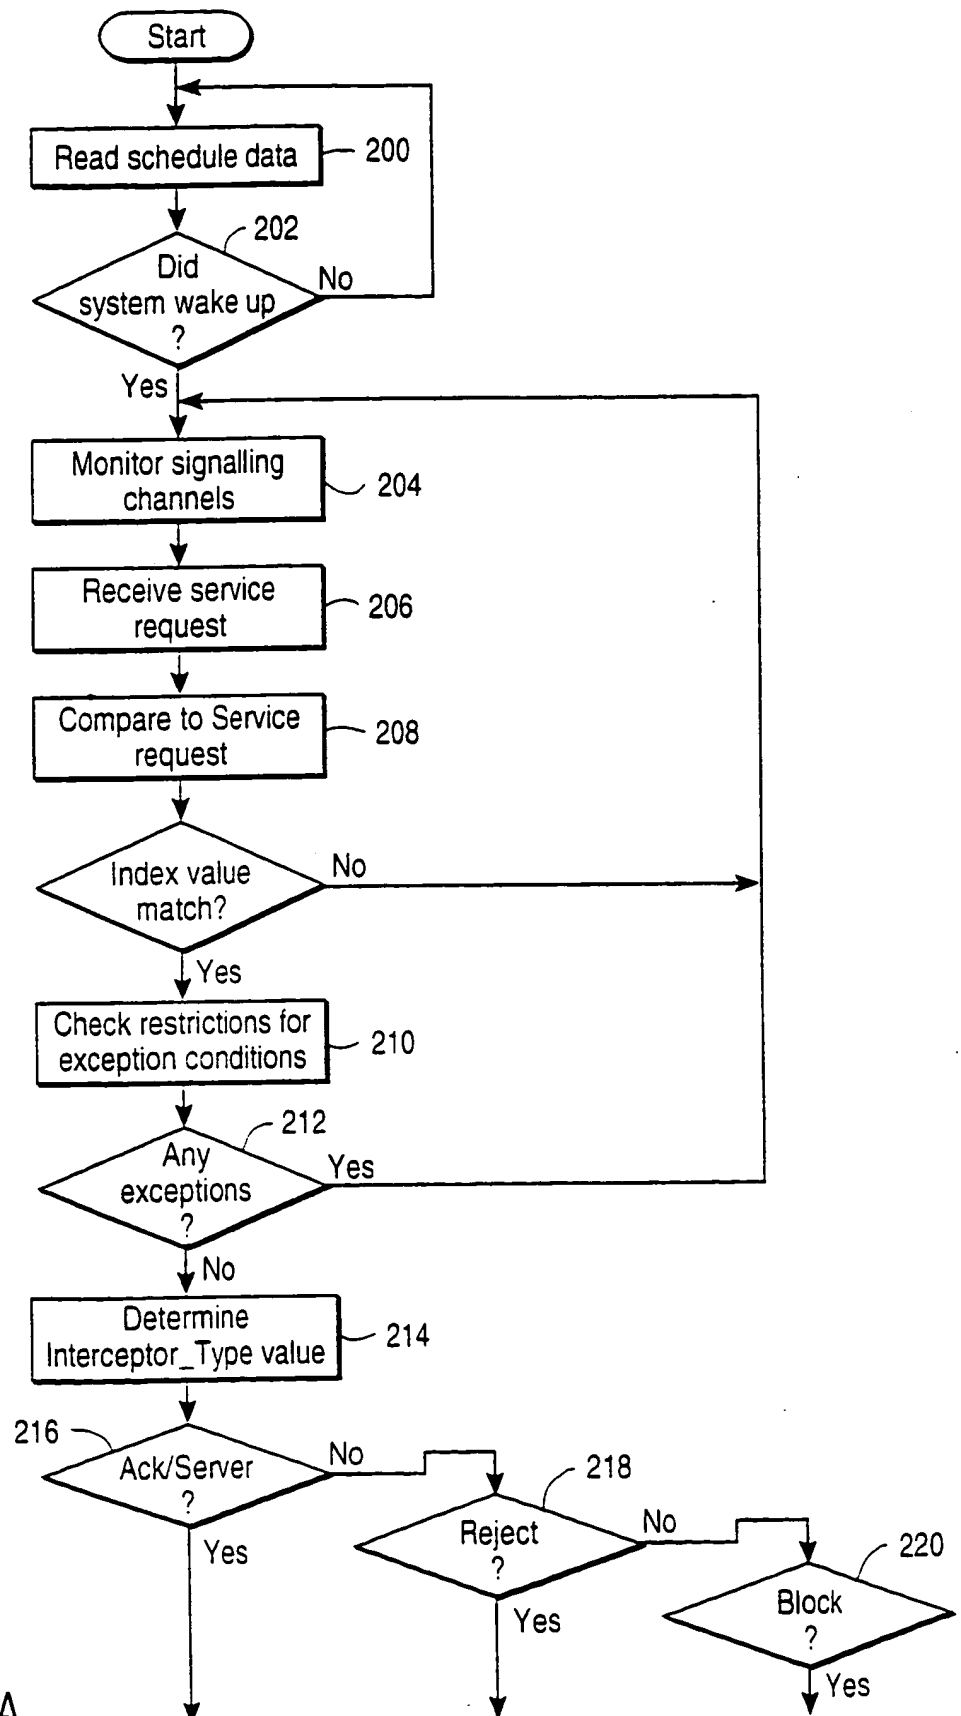 Start
Read schedule data
200
202
Did
system wake up
?
No
Yes
Monitor signalling
channels
204
Receive service
request
206
Compare to Service
request
208
Index value
match?
No
Yes
Check restrictions for
exception conditions
210
212
Any
exceptions
?
Yes
No
Determine
Interceptor_Type value
214
216
Ack/Server
?
No
Yes
218
Reject
?
No
Yes
220
Block
?
Yes
A